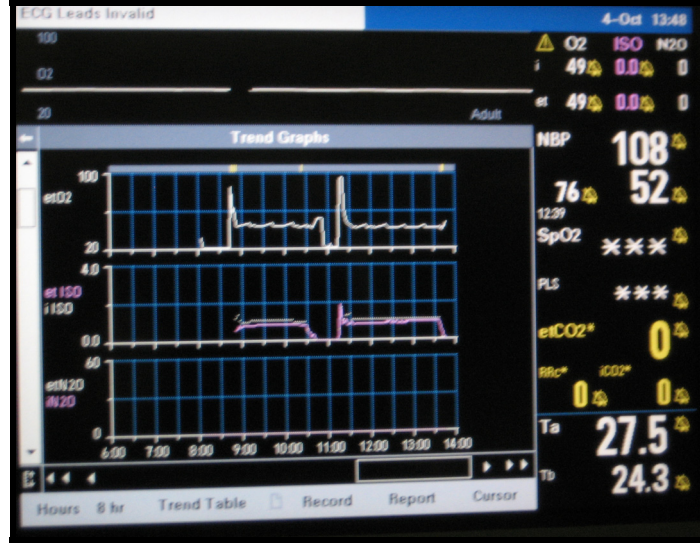 ECG Leads Invalid
4-Oct 13:48
100
O2
20
Adult
O2 ISO N2O
i 49 0.0 0
et 49 0.0 0
Trend Graphs
etO2
100
20
et ISO
i ISO
4.0
0.0
etN2O
iN2O
60
0
6:00 7:00 8:00 9:00 10:00 11:00 12:00 13:00 14:00
NBP
108
76 52
12:39
SpO2
***
PLS
***
etCO2*
0
RRc* iCO2*
0 0
Ta
27.5
Tb
24.3
Hours 8 hr Trend Table Record Report Cursor